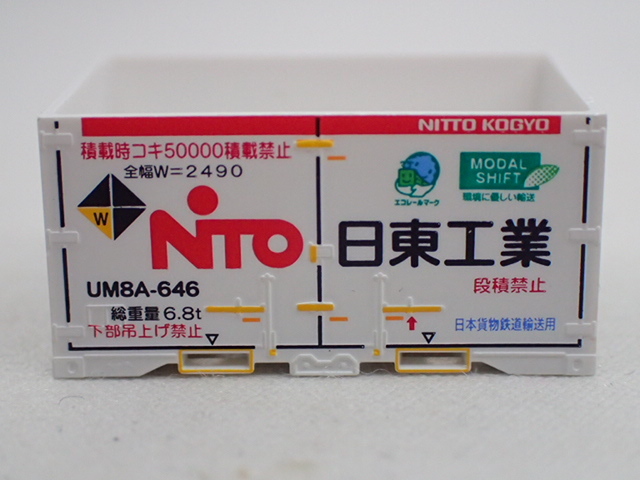 NITTO KOGYO
積載時コキ50000積載禁止
全幅W=2490
W
NITO
UM8A-646
総重量 6.8t
下部吊上げ禁止
エコレールマーク
MODAL
SHIFT
環境に優しい輸送
日東工業
段積禁止
日本貨物鉄道輸送用